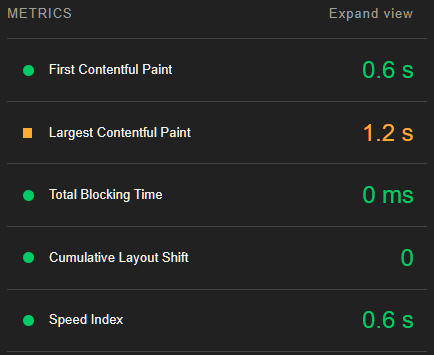 METRICS Expand view
First Contentful Paint 0.6 s
Largest Contentful Paint 1.2 s
Total Blocking Time 0 ms
Cumulative Layout Shift 0
Speed Index 0.6 s